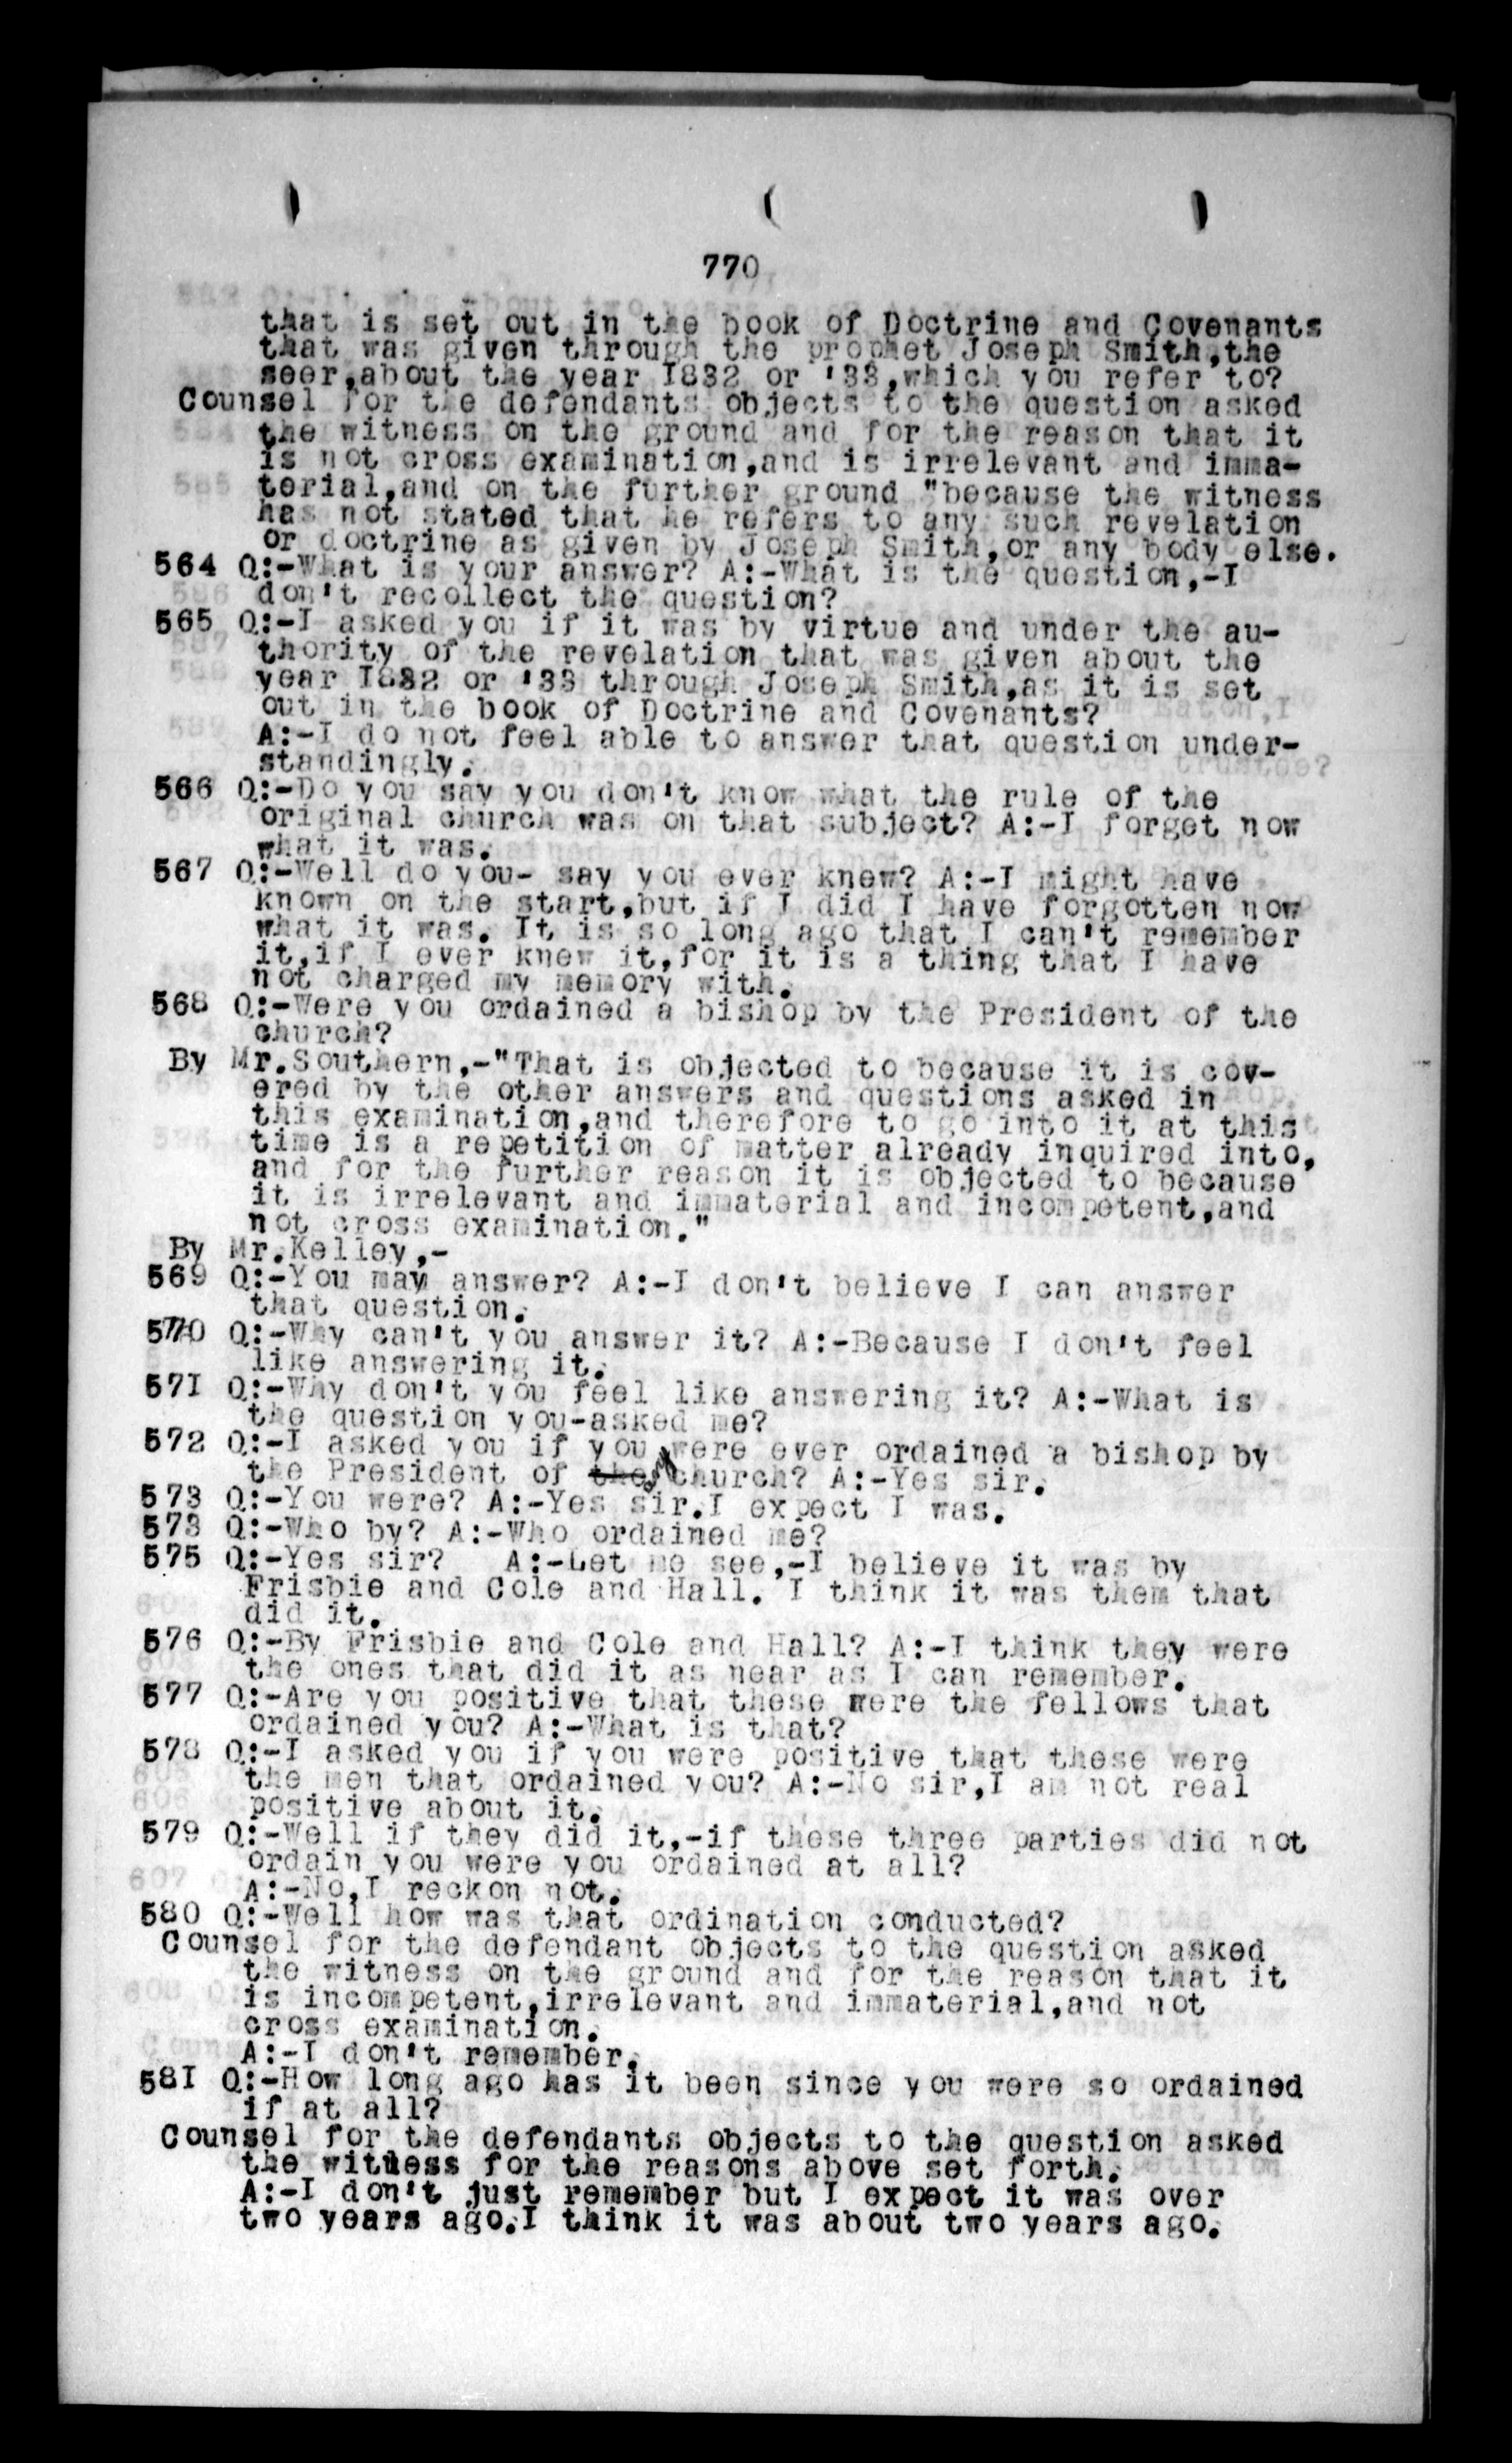 770
that is set out in the book of Doctrine and Covenants
that was given through the prophet Joseph Smith,the
seer,about the year I832 or '33,which you refer to?
Counsel for the defendants objects to the question asked
the witness on the ground and for the reason that it
is not cross examination,and is irrelevant and imma-
terial,and on the further ground "because the witness
has not stated that he refers to any such revelation
or doctrine as given by Joseph Smith,or any body else.
564 Q:-What is your answer? A:-What is the question,-I
don't recollect the question?
565 Q:-I asked you if it was by virtue and under the au-
thority of the revelation that was given about the
year I832 or '33 through Joseph Smith,as it is set
out in the book of Doctrine and Covenants?
A:-I do not feel able to answer that question under-
standingly.
566 Q:-Do you say you don't know what the rule of the
original church was on that subject? A:-I forget now
what it was.
567 Q:-Well do you- say you ever knew? A:-I might have
known on the start,but if I did I have forgotten now
what it was. It is so long ago that I can't remember
it,if I ever knew it,for it is a thing that I have
not charged my memory with.
568 Q:-Were you ordained a bishop by the President of the
church?
By Mr.Southern,-"That is objected to because it is cov-
ered by the other answers and questions asked in
this examination,and therefore to go into it at this
time is a repetition of matter already inquired into,
and for the further reason it is objected to because
it is irrelevant and immaterial and incompetent,and
not cross examination."
By Mr.Kelley,-
569 Q:-You may answer? A:-I don't believe I can answer
that question.
570 Q:-Why can't you answer it? A:-Because I don't feel
like answering it.
57I Q:-Why don't you feel like answering it? A:-What is
the question you-asked me?
572 Q:-I asked you if you were ever ordained a bishop by
the President of the church? A:-Yes sir.
573 Q:-You were? A:-Yes sir.I expect I was.
573 Q:-Who by? A:-Who ordained me?
575 Q:-Yes sir? A:-Let me see,-I believe it was by
Frisbie and Cole and Hall. I think it was them that
did it.
576 Q:-By Frisbie and Cole and Hall? A:-I think they were
the ones that did it as near as I can remember.
577 Q:-Are you positive that these were the fellows that
ordained you? A:-What is that?
578 Q:-I asked you if you were positive that these were
the men that ordained you? A:-No sir,I am not real
positive about it.
579 Q:-Well if they did it,-if these three parties did not
ordain you were you ordained at all?
A:-No,I reckon not.
580 Q:-Well how was that ordination conducted?
Counsel for the defendant objects to the question asked
the witness on the ground and for the reason that it
is incompetent,irrelevant and immaterial,and not
cross examination.
A:-I don't remember.
58I Q:-How long ago has it been since you were so ordained
if at all?
Counsel for the defendants objects to the question asked
the witness for the reasons above set forth.
A:-I don't just remember but I expect it was over
two years ago.I think it was about two years ago.